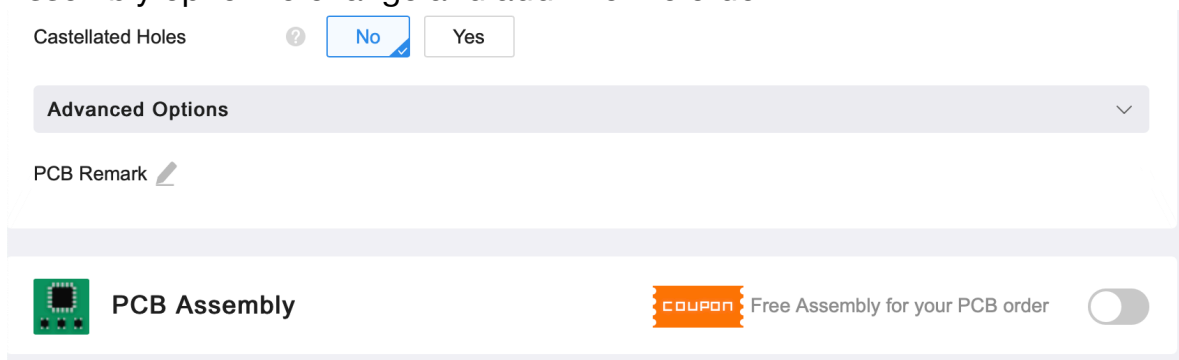 Castellated Holes
No
Yes
Advanced Options
PCB Remark
PCB Assembly
COUPON
Free Assembly for your PCB order